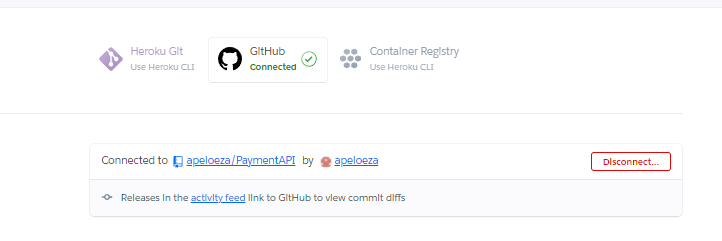 Heroku Git
Use Heroku CLI
GitHub
Connected
Container Registry
Use Heroku CLI
Connected to apeloeza/PaymentAPI by apeloeza
Disconnect...
Releases in the activity feed link to GitHub to view commit diffs